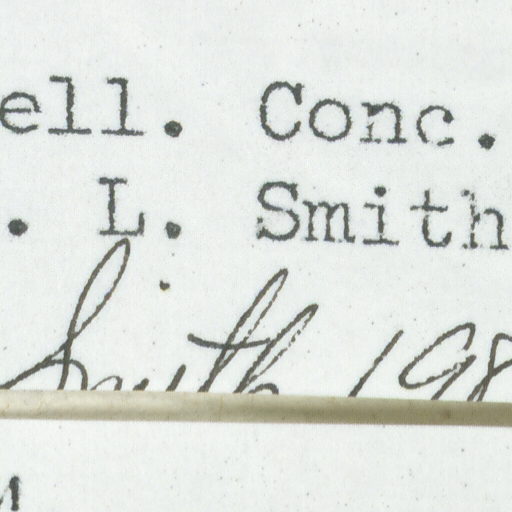 ell. Conc.
. L. Smith
Smith 198